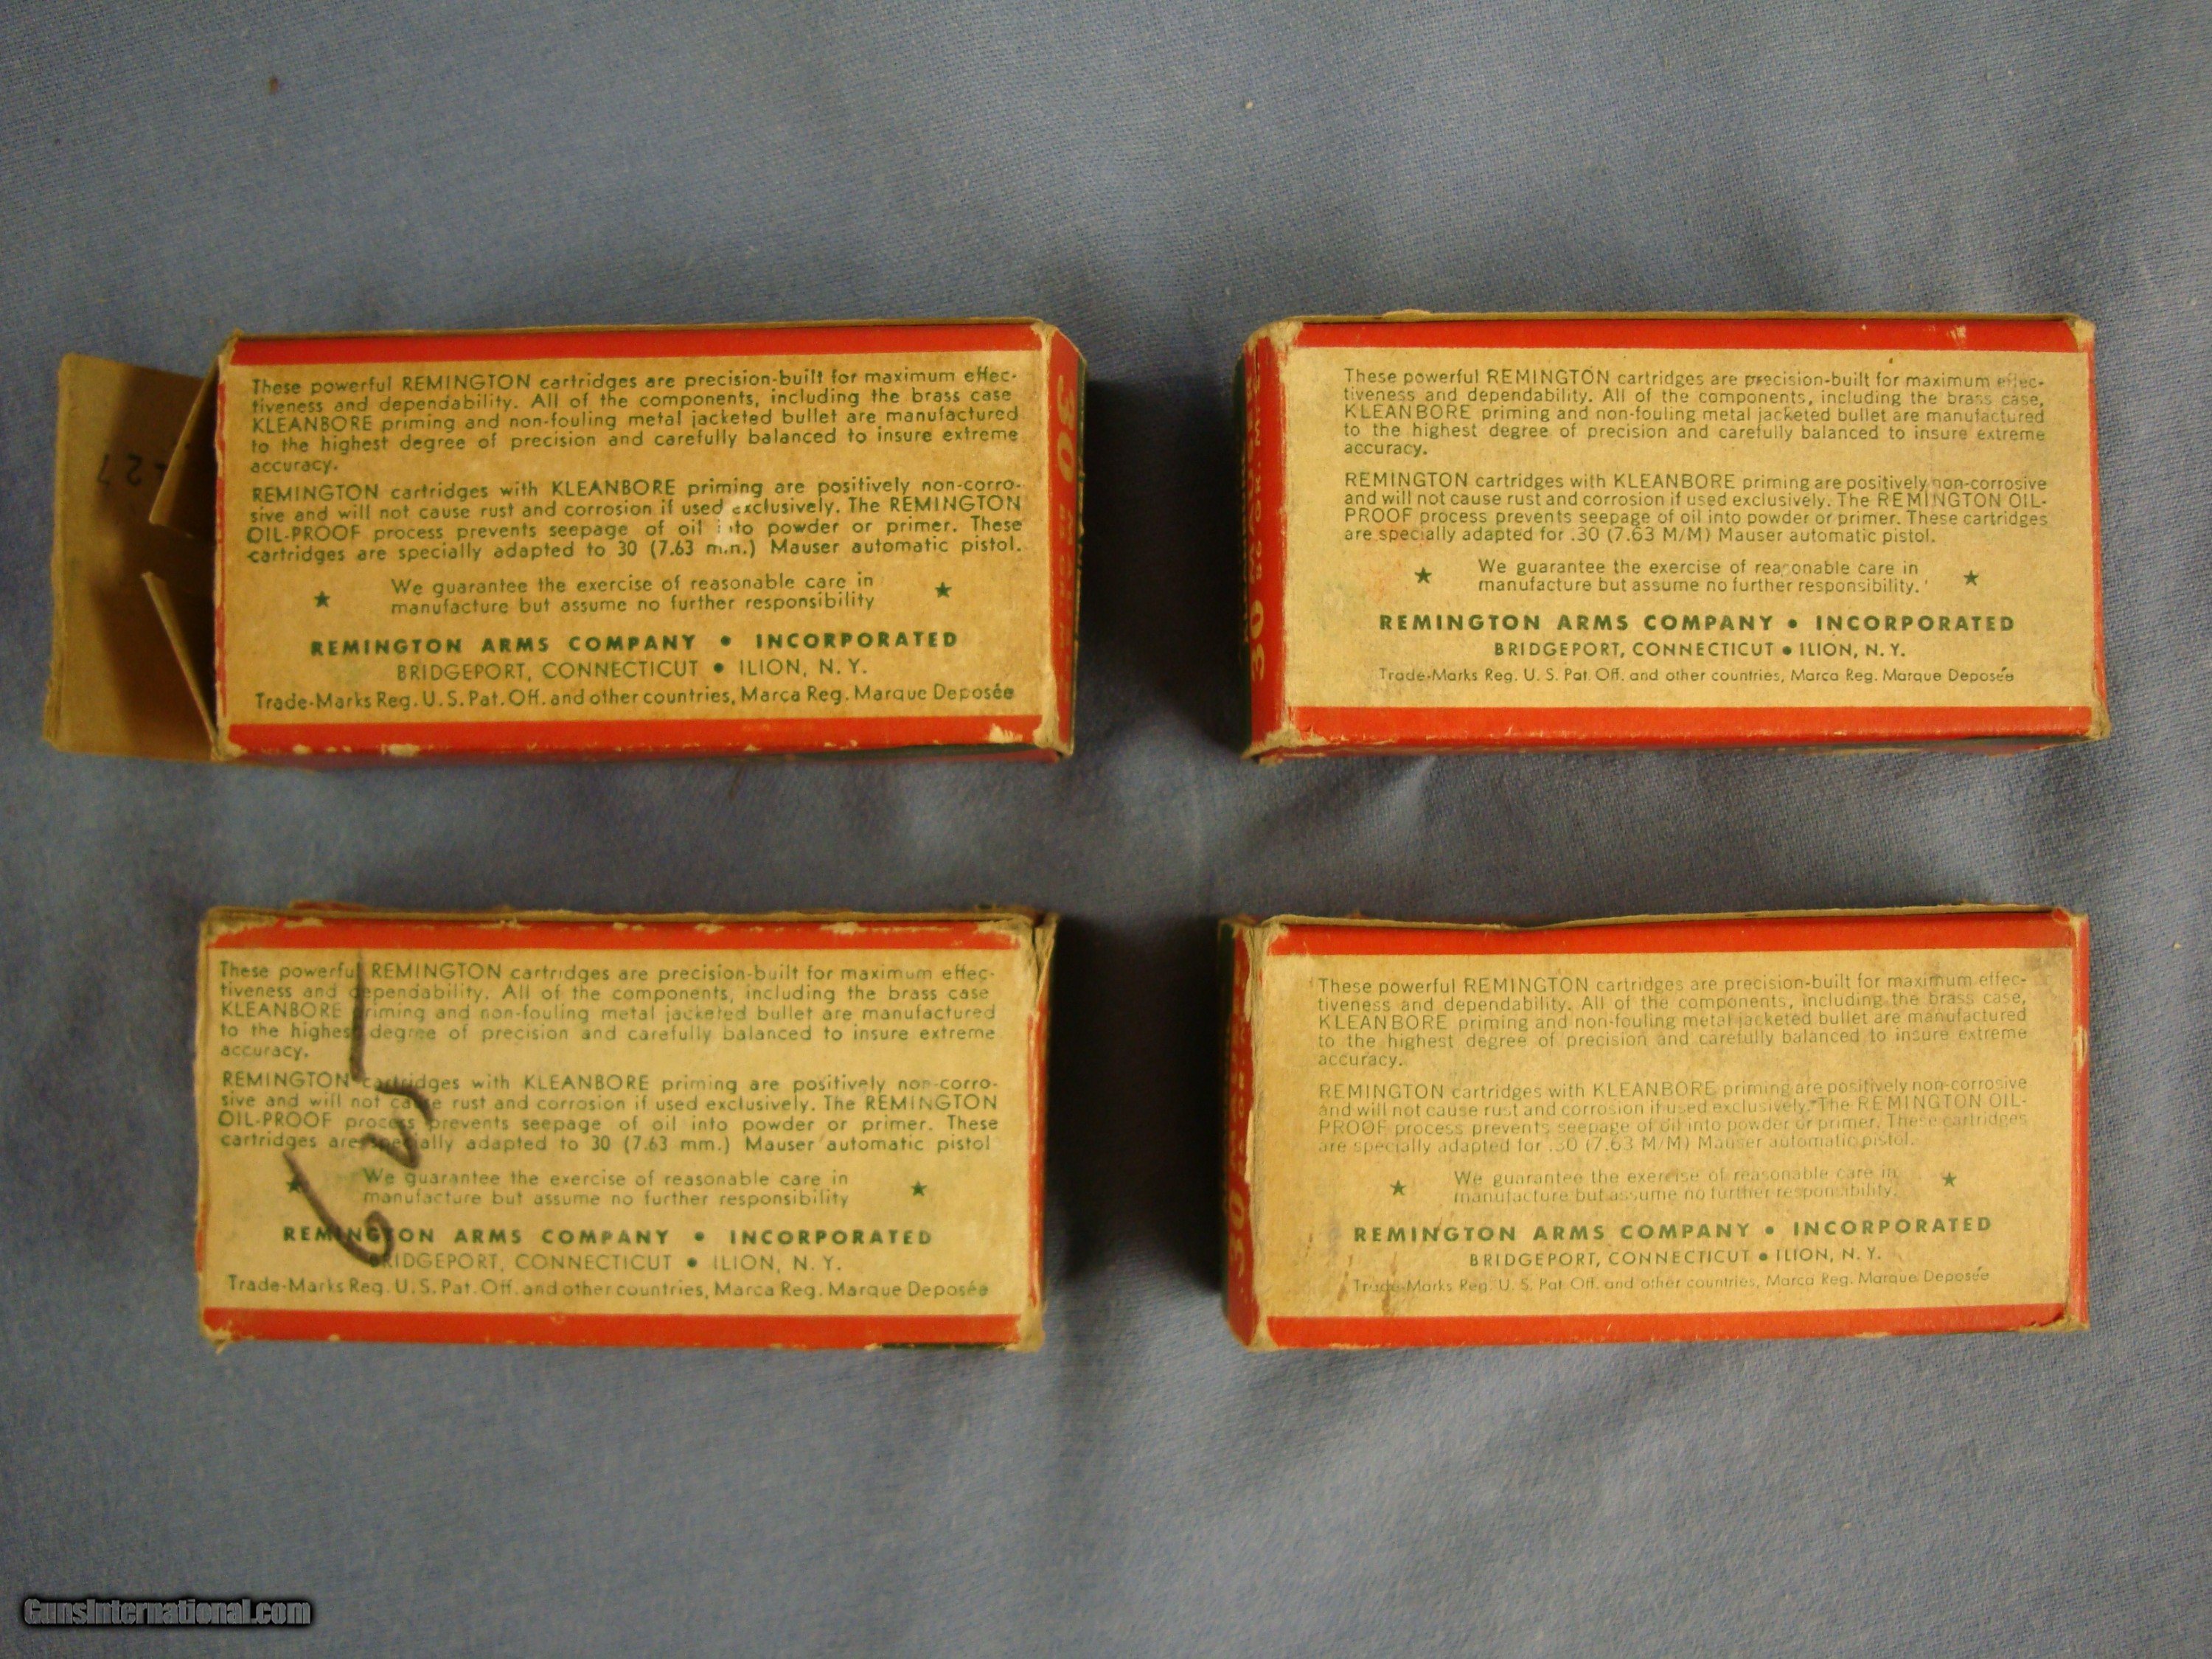 These powerful REMINGTON cartridges are precision-built for maximum effec-
tiveness and dependability. All of the components, including the brass case
KLEANBORE priming and non-fouling metal jacketed bullet are manufactured
to the highest degree of precision and carefully balanced to insure extreme
accuracy.
REMINGTON cartridges with KLEANBORE priming are positively non-corro-
sive and will not cause rust and corrosion if used exclusively. The REMINGTON
OIL-PROOF process prevents seepage of oil into powder or primer. These
cartridges are specially adapted to 30 (7.63 m.m.) Mauser automatic pistol.
★ We guarantee the exercise of reasonable care in ★
manufacture but assume no further responsibility
REMINGTON ARMS COMPANY • INCORPORATED
BRIDGEPORT, CONNECTICUT • ILION, N. Y.
Trade-Marks Reg. U. S. Pat. Off. and other countries, Marca Reg. Marque Deposée
30
27
These powerful REMINGTON cartridges are precision-built for maximum effec-
tiveness and dependability. All of the components, including the brass case,
KLEANBORE priming and non-fouling metal jacketed bullet are manufactured
to the highest degree of precision and carefully balanced to insure extreme
accuracy.
REMINGTON cartridges with KLEANBORE priming are positively non-corrosive
and will not cause rust and corrosion if used exclusively. The REMINGTON OIL-
PROOF process prevents seepage of oil into powder or primer. These cartridges
are specially adapted for .30 (7.63 M/M) Mauser automatic pistol.
★ We guarantee the exercise of reasonable care in ★
manufacture but assume no further responsibility.
REMINGTON ARMS COMPANY • INCORPORATED
BRIDGEPORT, CONNECTICUT • ILION, N. Y.
Trade-Marks Reg. U. S. Pat. Off. and other countries, Marca Reg. Marque Deposée
30
These powerful REMINGTON cartridges are precision-built for maximum effec-
tiveness and dependability. All of the components, including the brass case
KLEANBORE priming and non-fouling metal jacketed bullet are manufactured
to the highest degree of precision and carefully balanced to insure extreme
accuracy.
REMINGTON cartridges with KLEANBORE priming are positively non-corro-
sive and will not cause rust and corrosion if used exclusively. The REMINGTON
OIL-PROOF process prevents seepage of oil into powder or primer. These
cartridges are specially adapted to 30 (7.63 mm.) Mauser automatic pistol
★ We guarantee the exercise of reasonable care in ★
manufacture but assume no further responsibility
REMINGTON ARMS COMPANY • INCORPORATED
BRIDGEPORT, CONNECTICUT • ILION, N. Y.
Trade-Marks Reg. U. S. Pat. Off. and other countries, Marca Reg. Marque Deposée
These powerful REMINGTON cartridges are precision-built for maximum effec-
tiveness and dependability. All of the components, including the brass case,
KLEANBORE priming and non-fouling metal jacketed bullet are manufactured
to the highest degree of precision and carefully balanced to insure extreme
accuracy.
REMINGTON cartridges with KLEANBORE priming are positively non-corrosive
and will not cause rust and corrosion if used exclusively. The REMINGTON OIL-
PROOF process prevents seepage of oil into powder or primer. These cartridges
are specially adapted for .30 (7.63 M/M) Mauser automatic pistol.
★ We guarantee the exercise of reasonable care in ★
manufacture but assume no further responsibility.
REMINGTON ARMS COMPANY • INCORPORATED
BRIDGEPORT, CONNECTICUT • ILION, N. Y.
Trade-Marks Reg. U. S. Pat. Off. and other countries, Marca Reg. Marque Deposée
30
GunsInternational.com